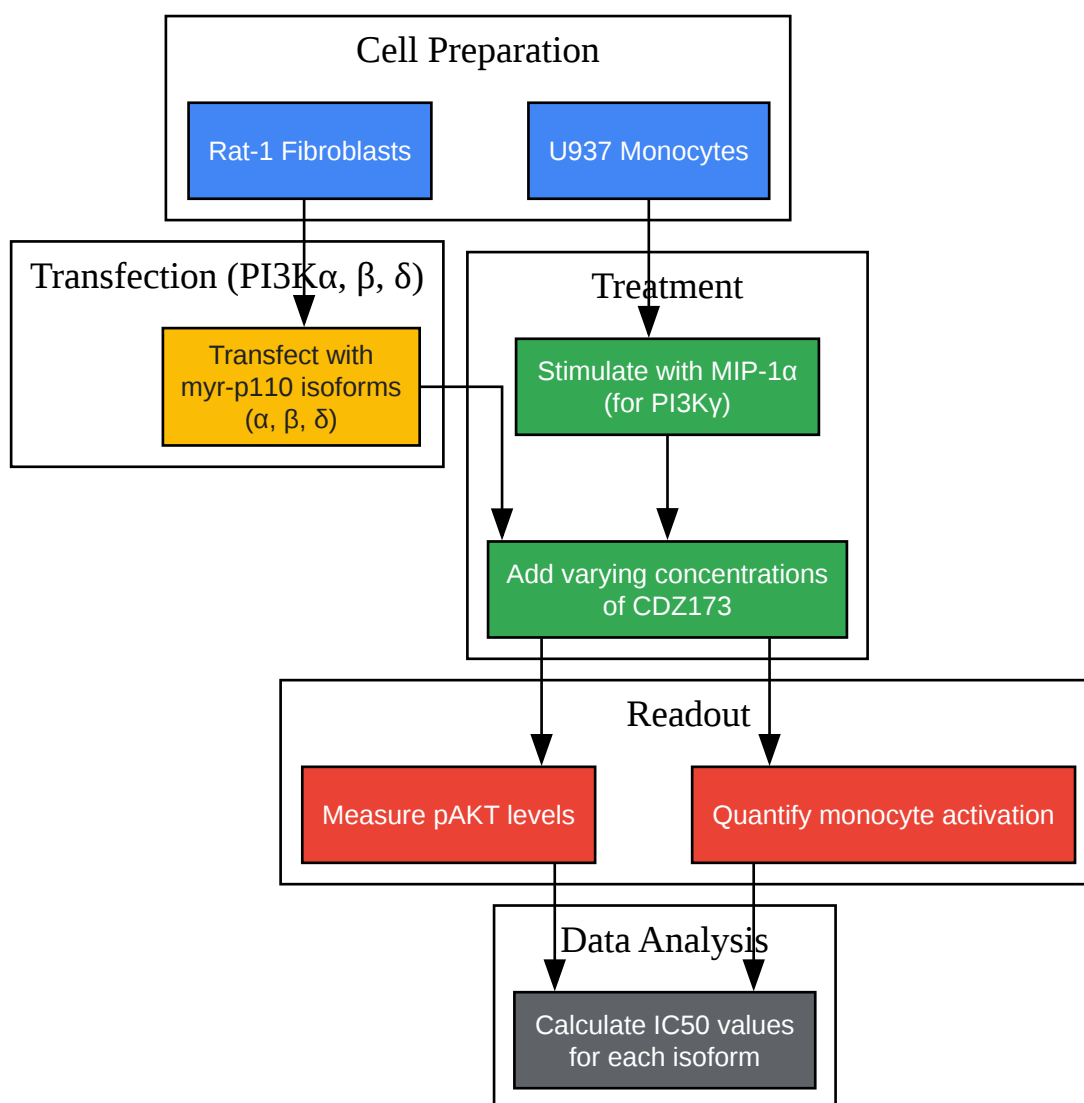 Cell Preparation
Rat-1 Fibroblasts
U937 Monocytes
Transfection (PI3Kα, β, δ)
Treatment
Transfect with
myr-p110 isoforms
(α, β, δ)
Stimulate with MIP-1α
(for PI3Kγ)
Add varying concentrations
of CDZ173
Readout
Measure pAKT levels
Quantify monocyte activation
Data Analysis
Calculate IC50 values
for each isoform